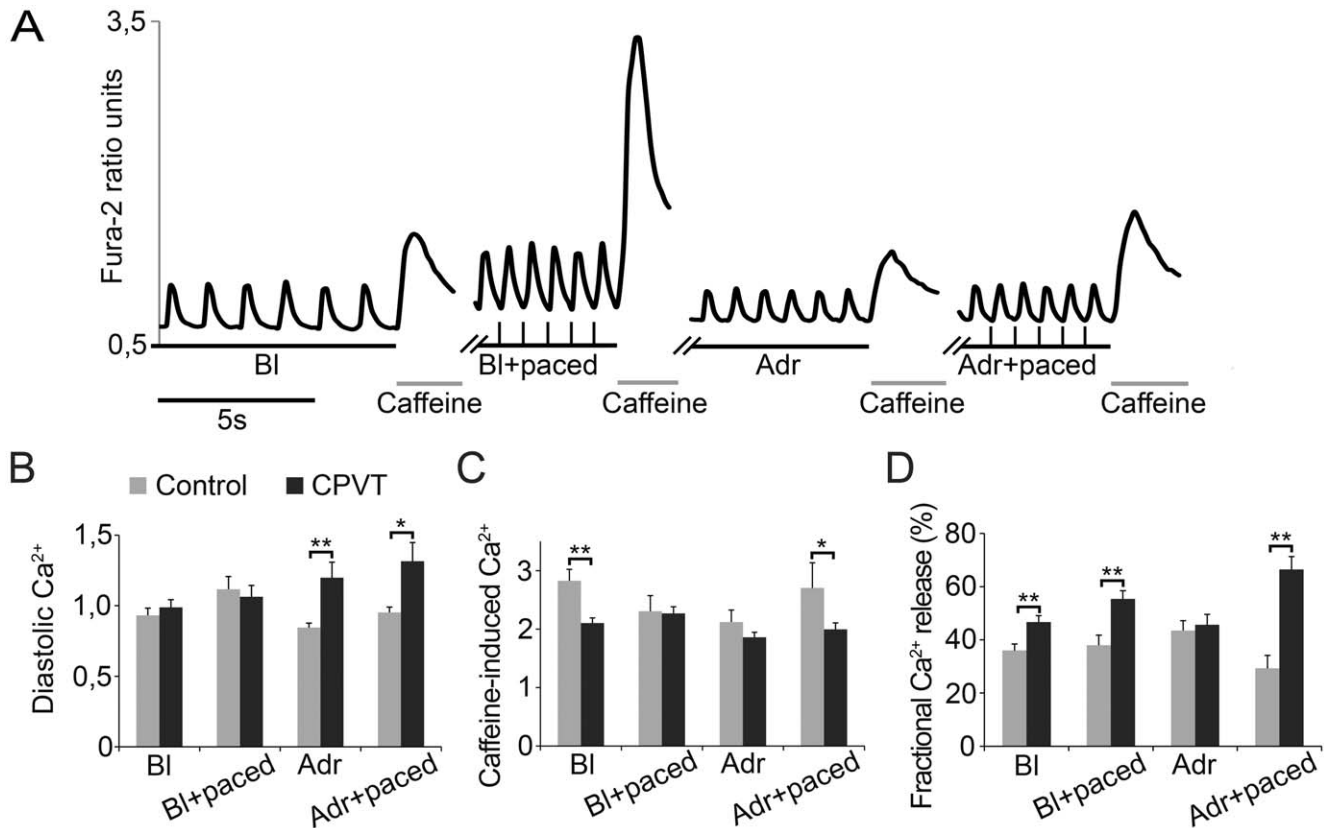 A
3,5
Fura-2 ratio units
0,5
Bl
Bl+paced
Adr
Adr+paced
Caffeine
Caffeine
Caffeine
Caffeine
5s
B
Control
CPVT
Diastolic Ca²⁺
1,5
1,0
0,5
0
**
*
Bl
Bl+paced
Adr
Adr+paced
C
Caffeine-induced Ca²⁺
3
2
1
0
**
*
Bl
Bl+paced
Adr
Adr+paced
D
Fractional Ca²⁺ release (%)
80
60
40
20
0
**
**
**
Bl
Bl+paced
Adr
Adr+paced